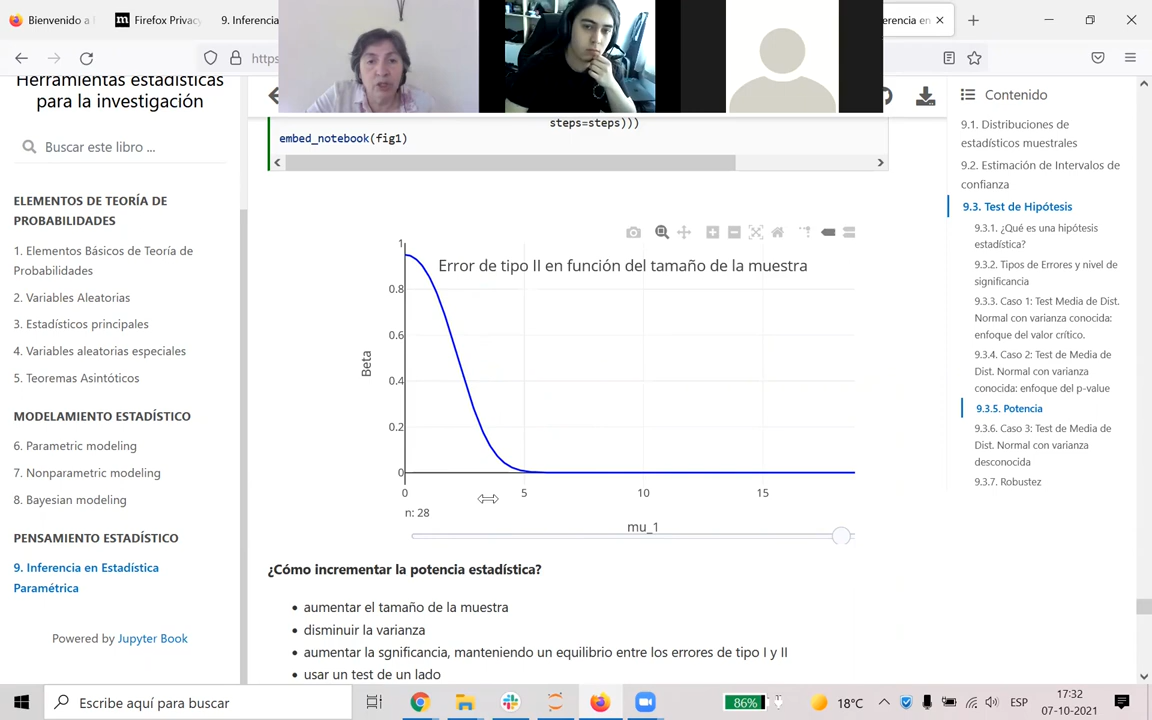 Bienvenido a
Firefox Privac
9. Inferencia
erencia en
https
Herramientas estadísticas
para la investigación
Buscar este libro ...
ELEMENTOS DE TEORÍA DE
PROBABILIDADES
1. Elementos Básicos de Teoría de
Probabilidades
2. Variables Aleatorias
3. Estadísticos principales
4. Variables aleatorias especiales
5. Teoremas Asintóticos
MODELAMIENTO ESTADÍSTICO
6. Parametric modeling
7. Nonparametric modeling
8. Bayesian modeling
PENSAMIENTO ESTADÍSTICO
9. Inferencia en Estadística
Paramétrica
Powered by Jupyter Book
steps=steps)))
embed_notebook(fig1)
Error de tipo II en función del tamaño de la muestra
1
0.8
0.6
0.4
0.2
0
Beta
0
5
10
15
n: 28
mu_1
¿Cómo incrementar la potencia estadística?
• aumentar el tamaño de la muestra
• disminuir la varianza
• aumentar la sgnificancia, manteniendo un equilibrio entre los errores de tipo I y II
• usar un test de un lado
Contenido
9.1. Distribuciones de
estadísticos muestrales
9.2. Estimación de Intervalos de
confianza
9.3. Test de Hipótesis
9.3.1. ¿Qué es una hipótesis
estadística?
9.3.2. Tipos de Errores y nivel de
significancia
9.3.3. Caso 1: Test Media de Dist.
Normal con varianza conocida:
enfoque del valor crítico.
9.3.4. Caso 2: Test de Media de
Dist. Normal con varianza
conocida: enfoque del p-value
9.3.5. Potencia
9.3.6. Caso 3: Test de Media de
Dist. Normal con varianza
desconocida
9.3.7. Robustez
Escribe aquí para buscar
86%
18°C
ESP
17:32
07-10-2021